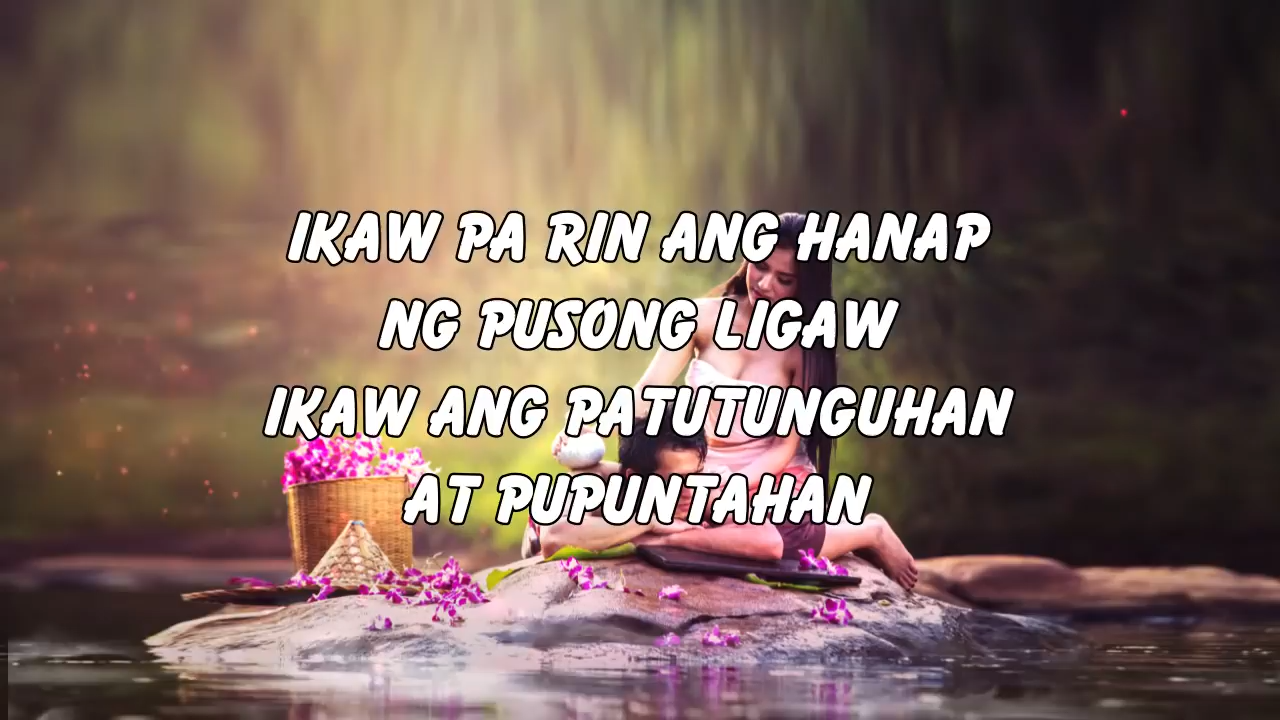 IKAW PA RIN ANG HANAP
NG PUSONG LIGAW
IKAW ANG PATUTUNGUHAN
AT PUPUNTAHAN